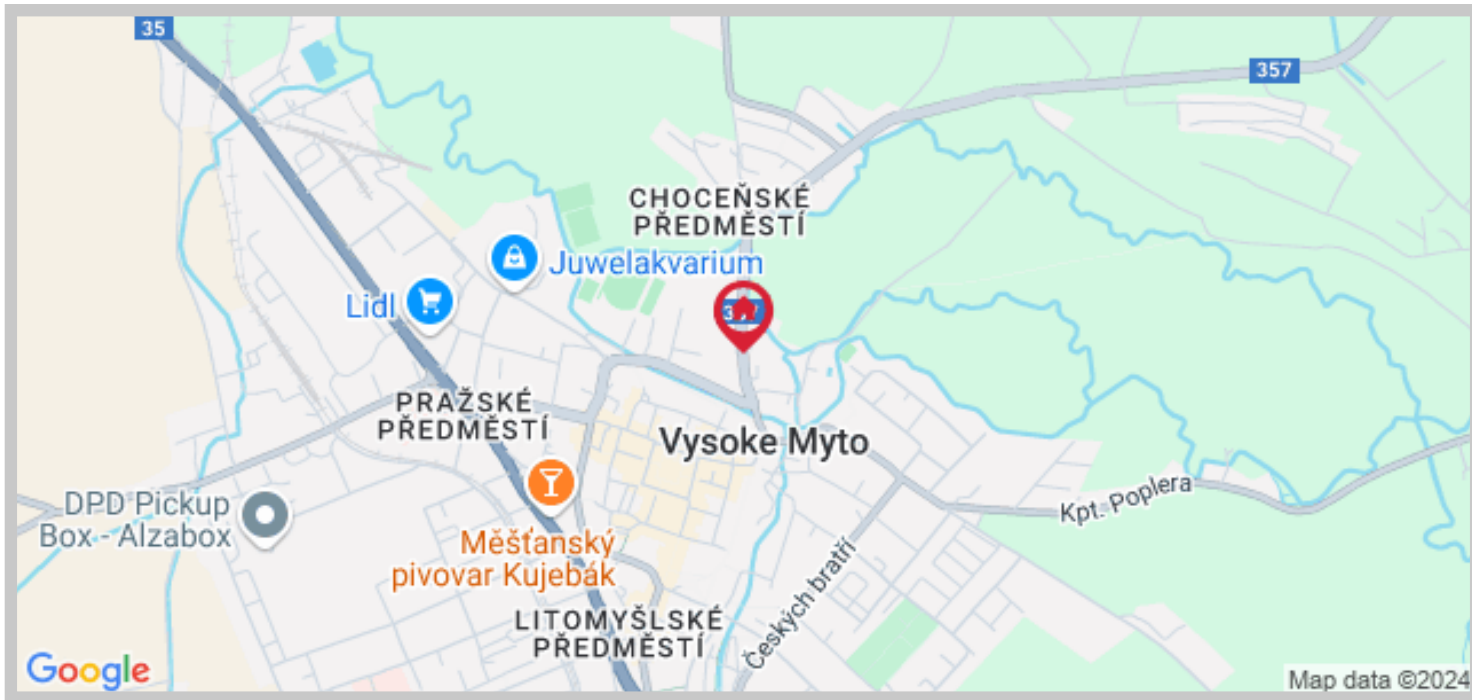 35
357
CHOCEŇSKÉ
PŘEDMĚSTÍ
Juwelakvarium
Lidl
PRAŽSKÉ
PŘEDMĚSTÍ
Vysoke Myto
DPD Pickup
Box - Alzabox
Kpt. Poplera
Měšťanský
pivovar Kujebák
Českých bratří
LITOMYŠLSKÉ
PŘEDMĚSTÍ
Google
Map data ©2024